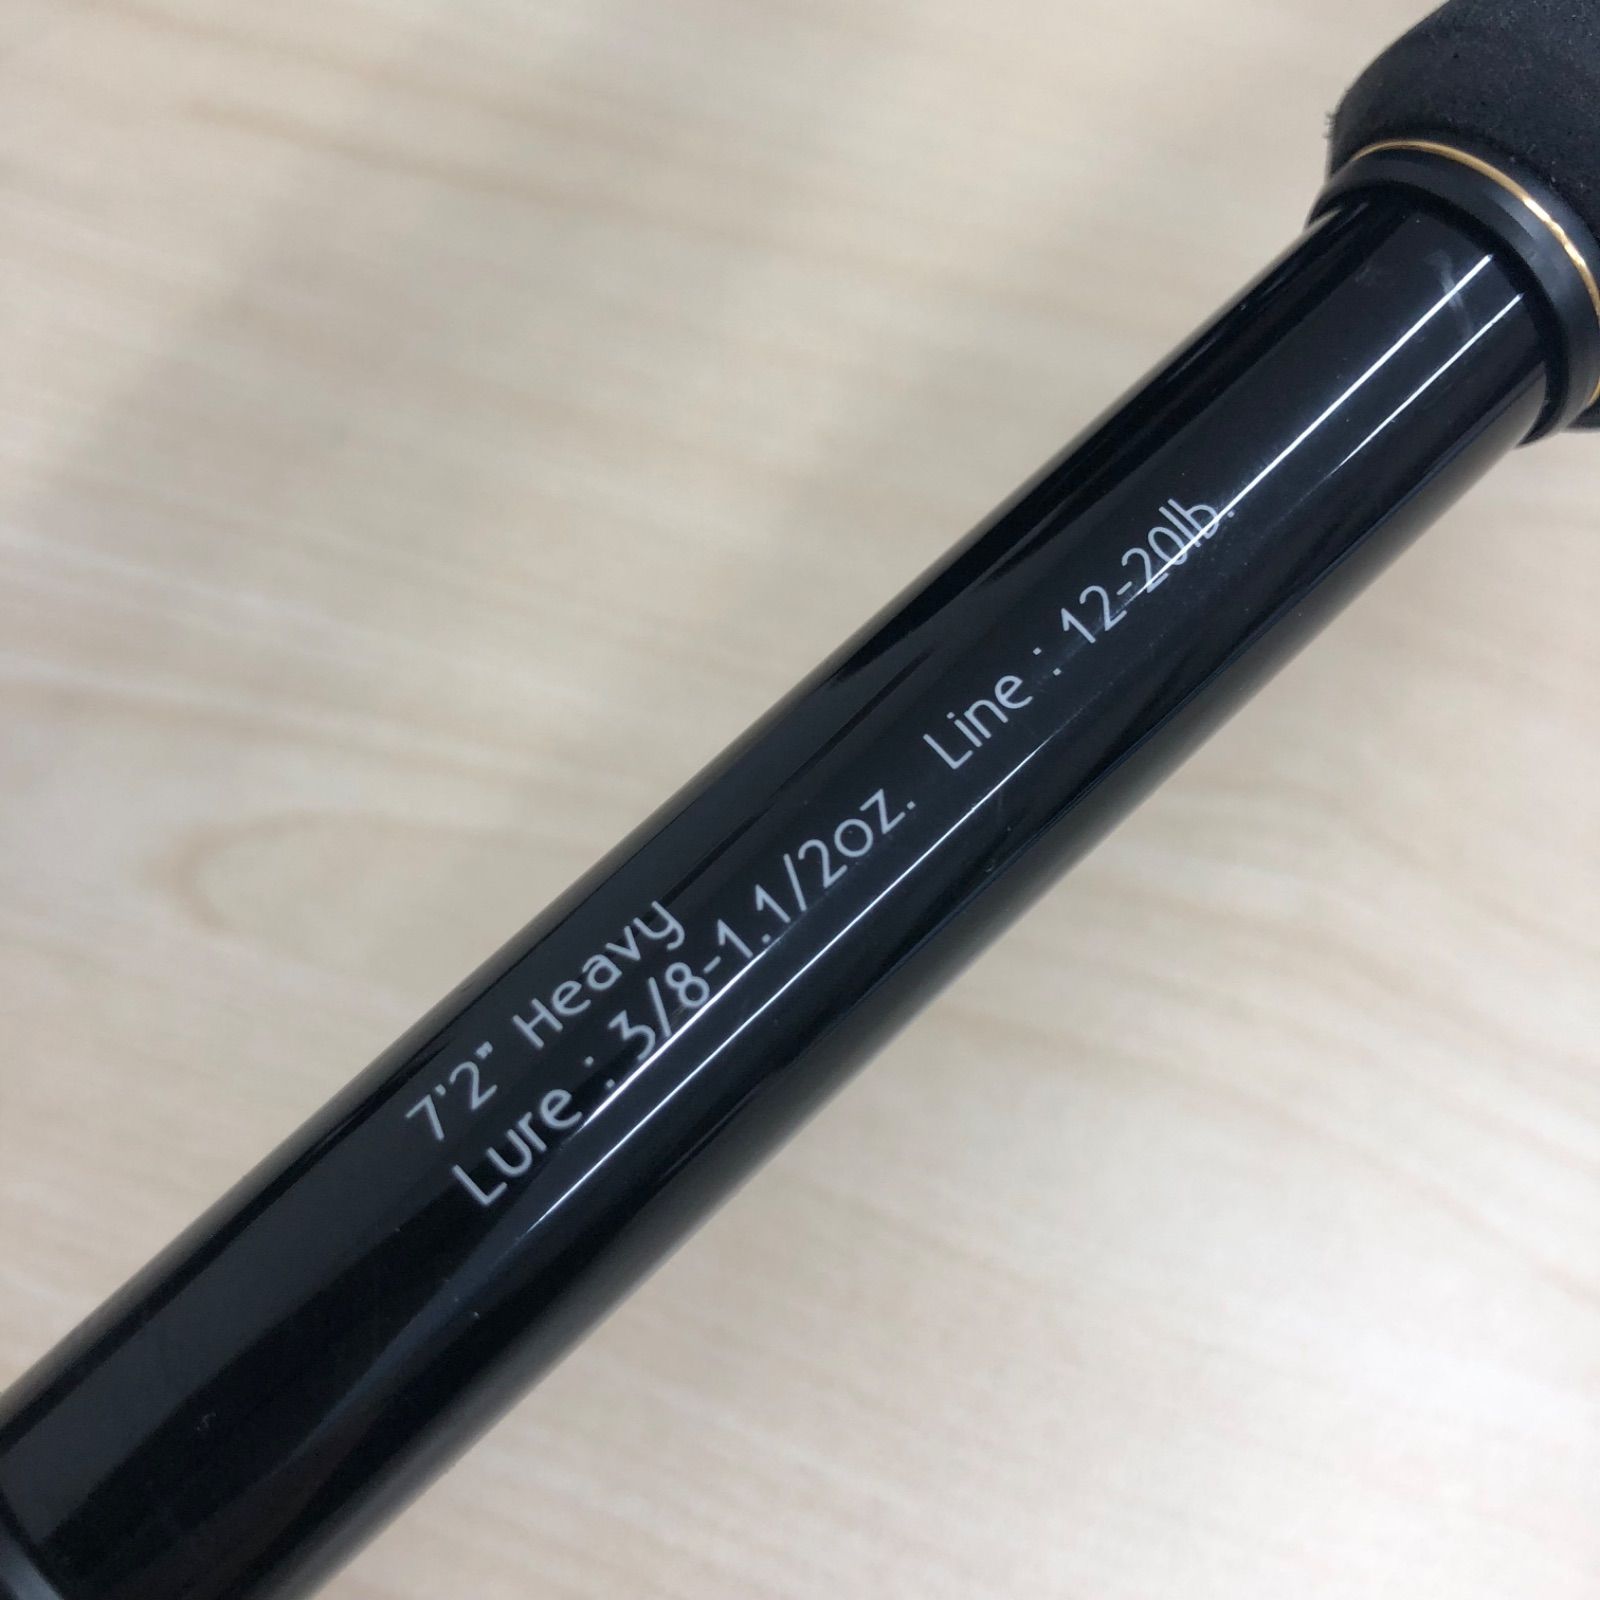 7'2" Heavy
Lure : 3/8-1.1/2oz. Line : 12-20lb.